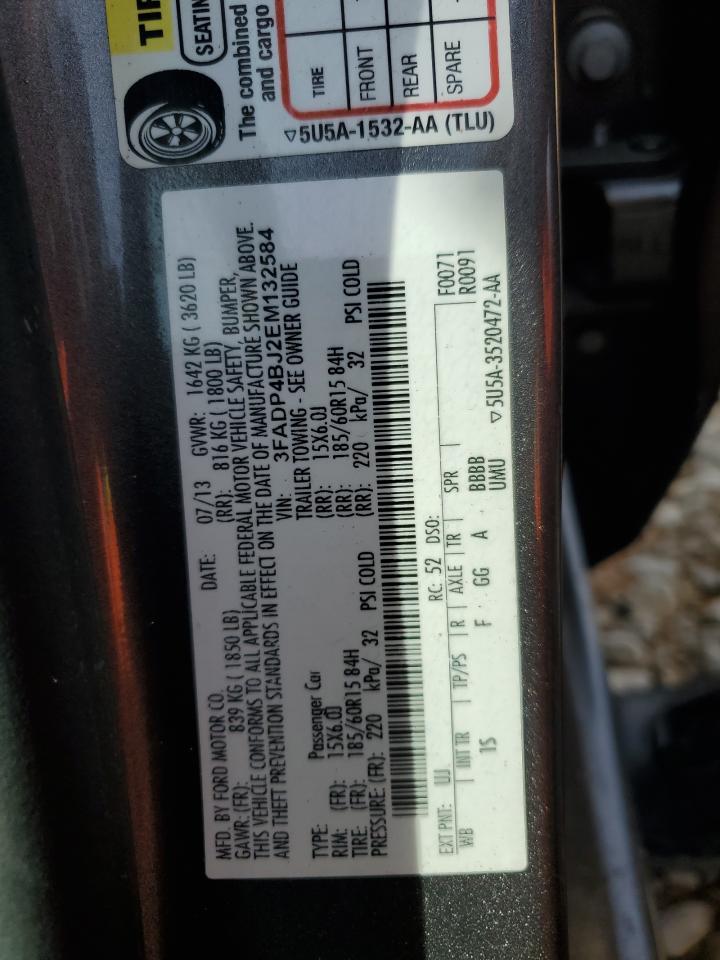 TIR
SEATIN
The combined
and cargo
TIRE
FRONT
REAR
SPARE
▽5U5A-1532-AA (TLU)
MFD. BY FORD MOTOR CO. DATE: 07/13 GVWR: 1642 KG ( 3620 LB)
GAWR: (FR): 839 KG ( 1850 LB) (RR): 816 KG ( 1800 LB)
THIS VEHICLE CONFORMS TO ALL APPLICABLE FEDERAL MOTOR VEHICLE SAFETY, BUMPER,
AND THEFT PREVENTION STANDARDS IN EFFECT ON THE DATE OF MANUFACTURE SHOWN ABOVE.
VIN: 3FADP4BJ2EM132584
TYPE: Passenger Car TRAILER TOWING - SEE OWNER GUIDE
RIM: (FR): 15X6.0J (RR): 15X6.0J
TIRE: (FR): 185/60R15 84H (RR): 185/60R15 84H
PRESSURE: (FR): 220 kPa/ 32 PSI COLD (RR): 220 kPa/ 32 PSI COLD
EXT PNT: UJ RC: 52 DSO: F0071
WB | INT TR | TP/PS | R | AXLE | TR | SPR R0091
1S F GG A BBBB
UMU ▽5U5A-3520472-AA